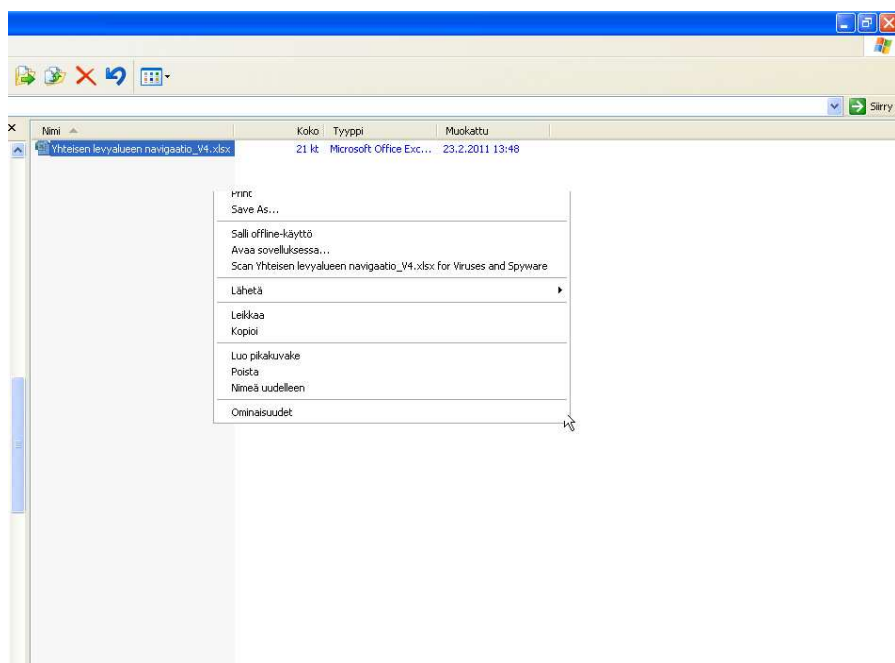 Siirry
Nimi Koko Tyyppi Muokattu
Yhteisen levyalueen navigaatio_V4.xlsx 21 kt Microsoft Office Exc... 23.2.2011 13:48
Print
Save As...
Salli offline-käyttö
Avaa sovelluksessa...
Scan Yhteisen levyalueen navigaatio_V4.xlsx for Viruses and Spyware
Lähetä
Leikkaa
Kopioi
Luo pikakuvake
Poista
Nimeä uudelleen
Ominaisuudet